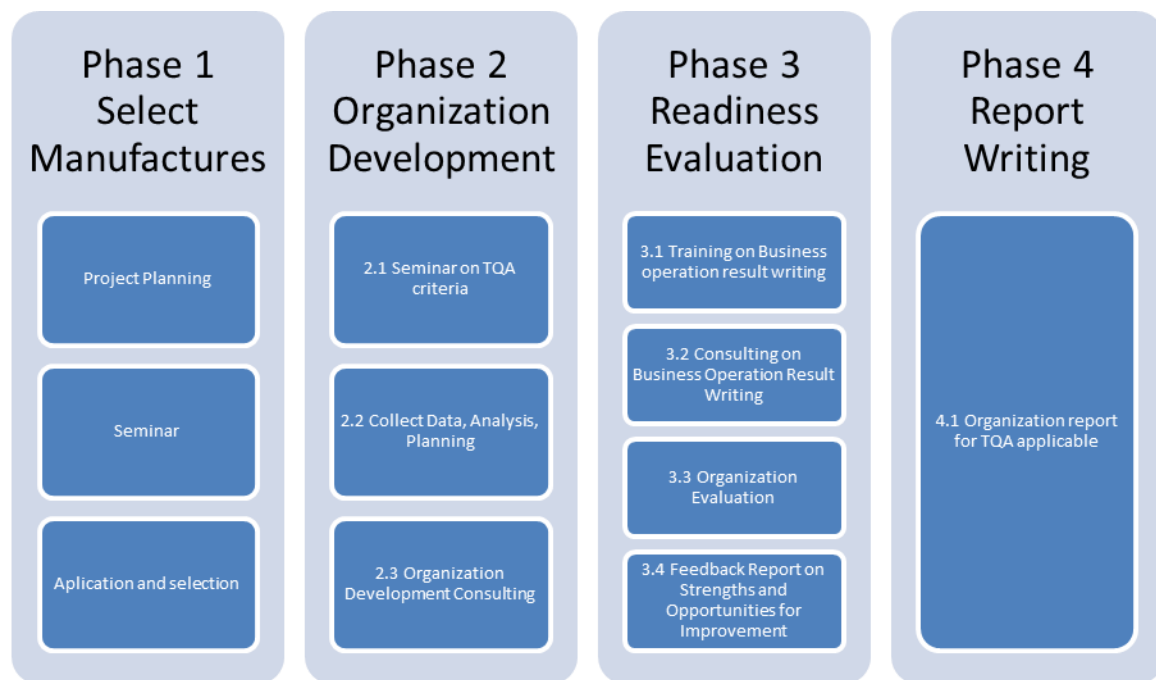 Phase 1
Select
Manufactures
Project Planning
Seminar
Aplication and selection
Phase 2
Organization
Development
2.1 Seminar on TQA
criteria
2.2 Collect Data, Analysis,
Planning
2.3 Organization
Development Consulting
Phase 3
Readiness
Evaluation
3.1 Training on Business
operation result writing
3.2 Consulting on
Business Operation Result
Writing
3.3 Organization
Evaluation
3.4 Feedback Report on
Strengths and
Opportunities for
Improvement
Phase 4
Report
Writing
4.1 Organization report
for TQA applicable